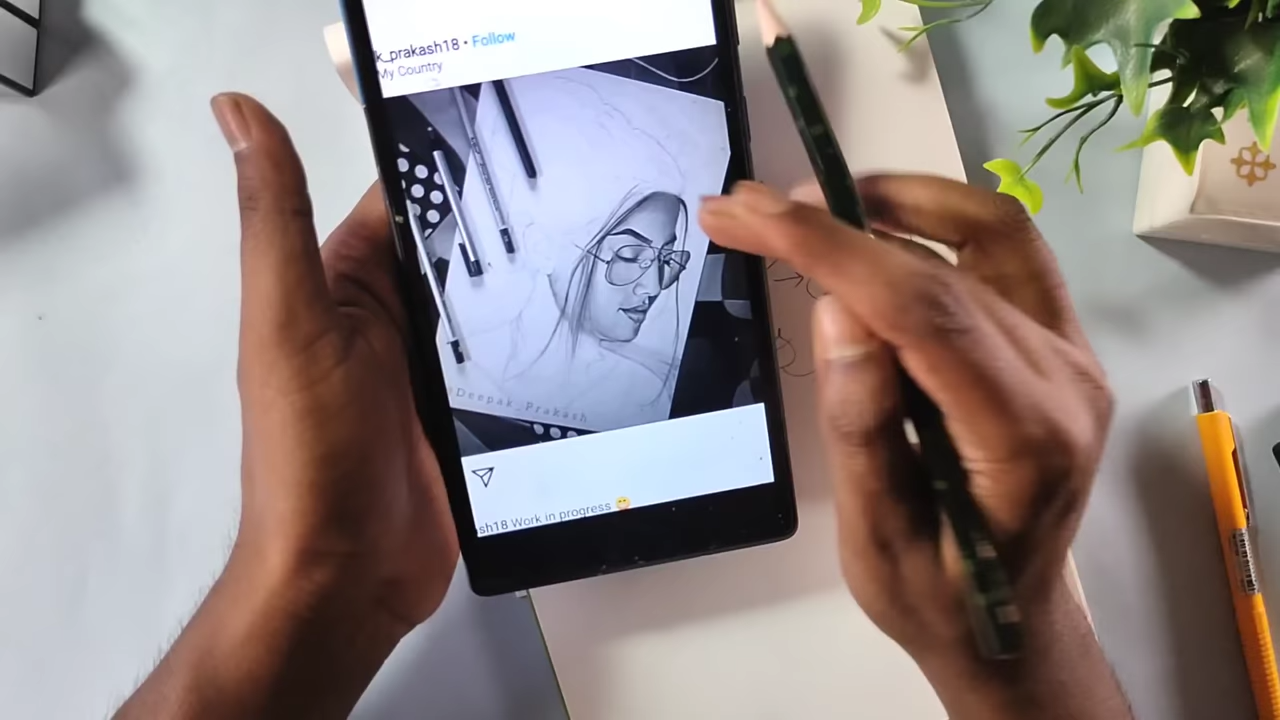 k_prakash18 • Follow
My Country
@Deepak_Prakash
sh18 Work in progress 😁